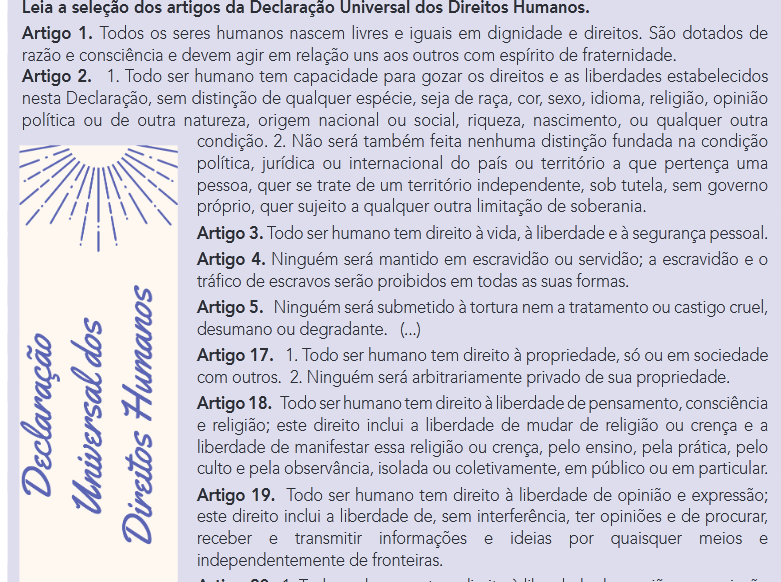 Leia a seleção dos artigos da Declaração Universal dos Direitos Humanos.
Artigo 1. Todos os seres humanos nascem livres e iguais em dignidade e direitos. São dotados de
razão e consciência e devem agir em relação uns aos outros com espírito de fraternidade.
Artigo 2. 1. Todo ser humano tem capacidade para gozar os direitos e as liberdades estabelecidos
nesta Declaração, sem distinção de qualquer espécie, seja de raça, cor, sexo, idioma, religião, opinião
política ou de outra natureza, origem nacional ou social, riqueza, nascimento, ou qualquer outra
condição. 2. Não será também feita nenhuma distinção fundada na condição
política, jurídica ou internacional do país ou território a que pertença uma
pessoa, quer se trate de um território independente, sob tutela, sem governo
próprio, quer sujeito a qualquer outra limitação de soberania.
Artigo 3. Todo ser humano tem direito à vida, à liberdade e à segurança pessoal.
Artigo 4. Ninguém será mantido em escravidão ou servidão; a escravidão e o
tráfico de escravos serão proibidos em todas as suas formas.
Artigo 5. Ninguém será submetido à tortura nem a tratamento ou castigo cruel,
desumano ou degradante. (...)
Artigo 17. 1. Todo ser humano tem direito à propriedade, só ou em sociedade
com outros. 2. Ninguém será arbitrariamente privado de sua propriedade.
Artigo 18. Todo ser humano tem direito à liberdade de pensamento, consciência
e religião; este direito inclui a liberdade de mudar de religião ou crença e a
liberdade de manifestar essa religião ou crença, pelo ensino, pela prática, pelo
culto e pela observância, isolada ou coletivamente, em público ou em particular.
Artigo 19. Todo ser humano tem direito à liberdade de opinião e expressão;
este direito inclui a liberdade de, sem interferência, ter opiniões e de procurar,
receber e transmitir informações e ideias por quaisquer meios e
independentemente de fronteiras.
Declaração
Universal dos
Direitos Humanos